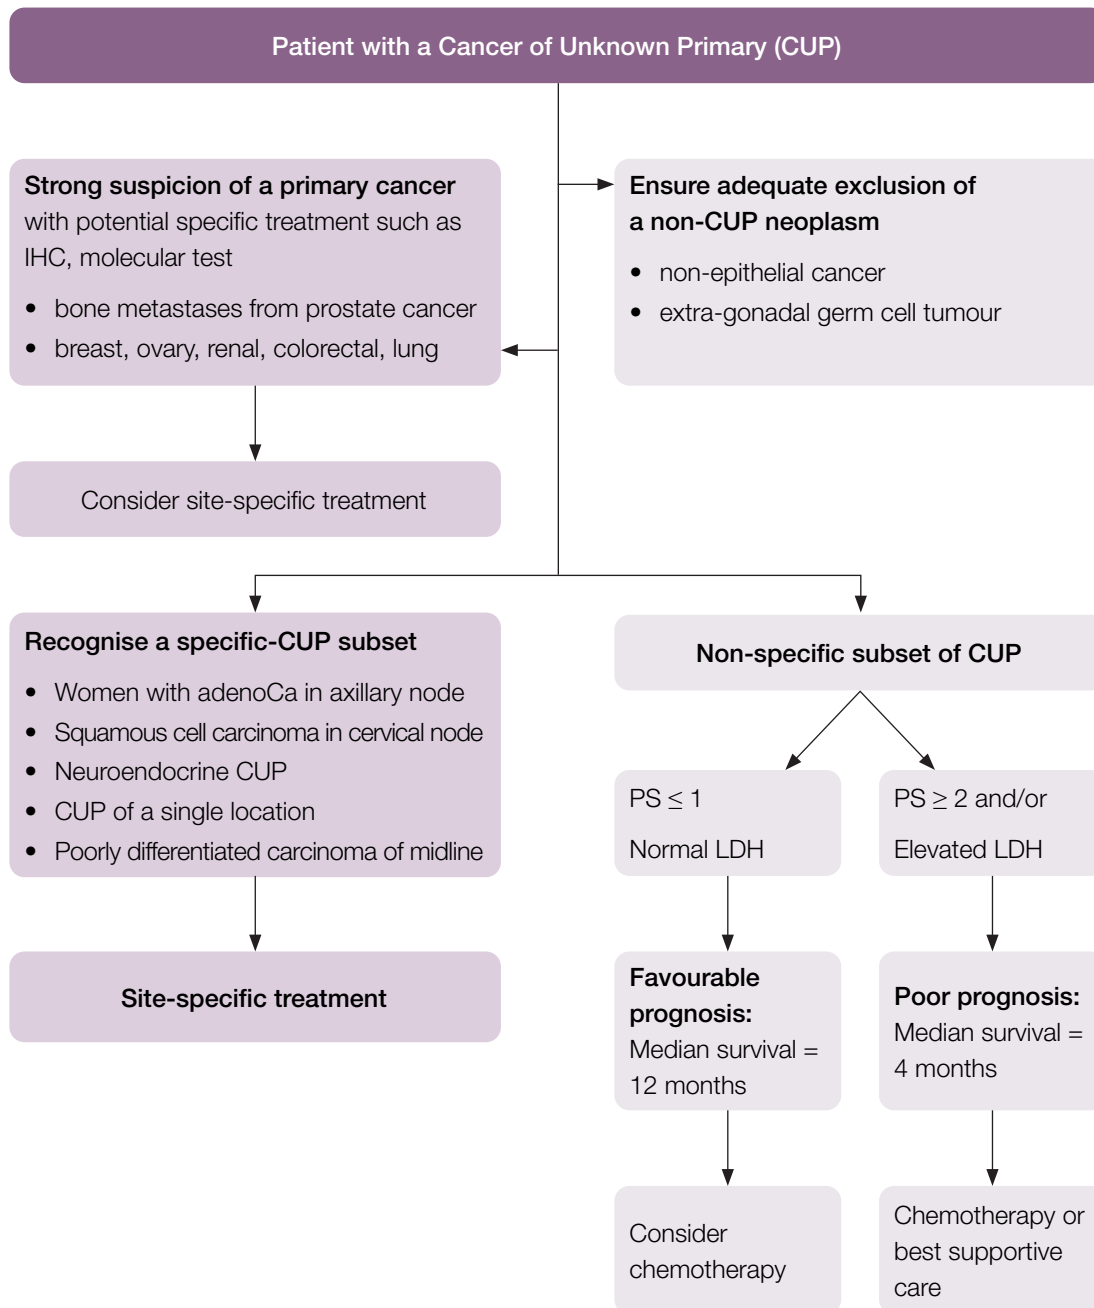 Patient with a Cancer of Unknown Primary (CUP)
Strong suspicion of a primary cancer
with potential specific treatment such as
IHC, molecular test
• bone metastases from prostate cancer
• breast, ovary, renal, colorectal, lung
Ensure adequate exclusion of
a non-CUP neoplasm
• non-epithelial cancer
• extra-gonadal germ cell tumour
Consider site-specific treatment
Recognise a specific-CUP subset
• Women with adenoCa in axillary node
• Squamous cell carcinoma in cervical node
• Neuroendocrine CUP
• CUP of a single location
• Poorly differentiated carcinoma of midline
Site-specific treatment
Non-specific subset of CUP
PS ≤ 1
Normal LDH
PS ≥ 2 and/or
Elevated LDH
Favourable
prognosis:
Median survival =
12 months
Poor prognosis:
Median survival =
4 months
Consider
chemotherapy
Chemotherapy or
best supportive
care